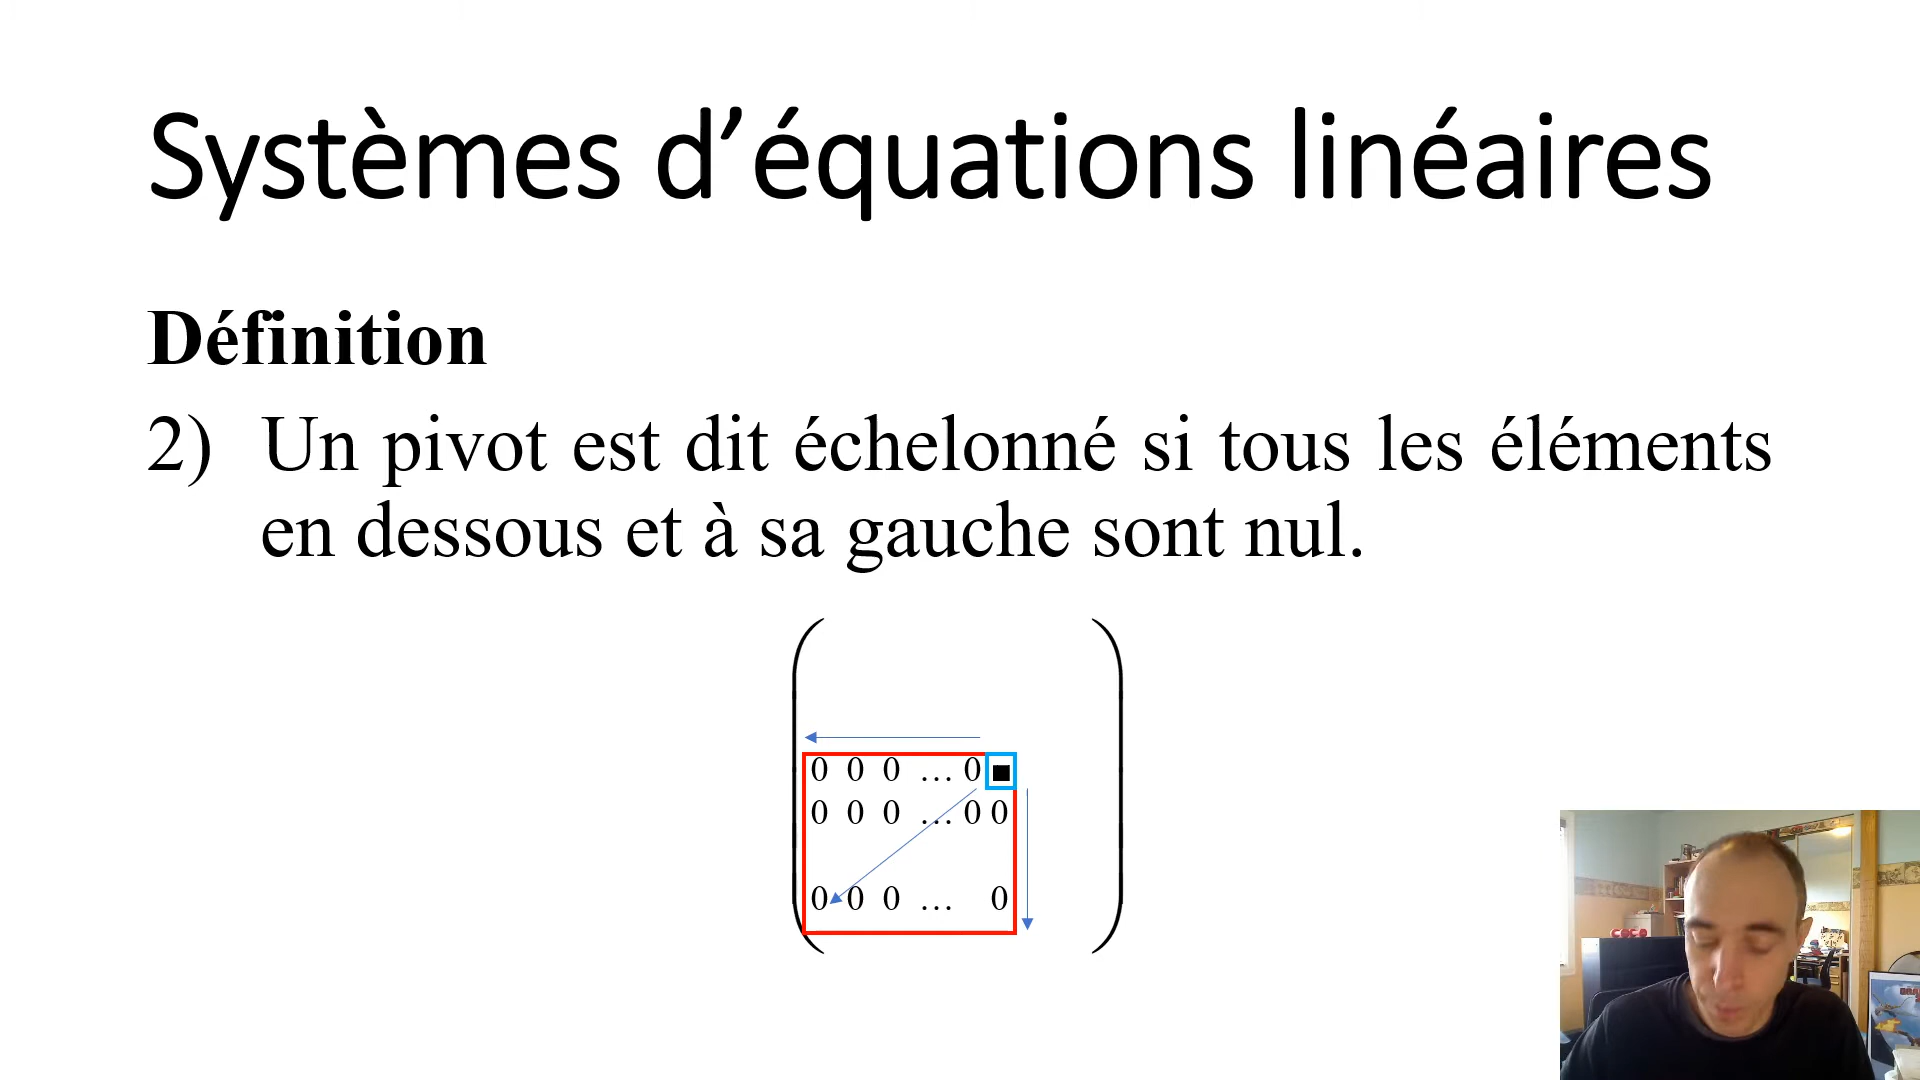 Systèmes d’équations linéaires
Définition
2) Un pivot est dit échelonné si tous les éléments
en dessous et à sa gauche sont nul.
0 0 0 … 0 ■
0 0 0 … 0 0
0 0 0 … 0